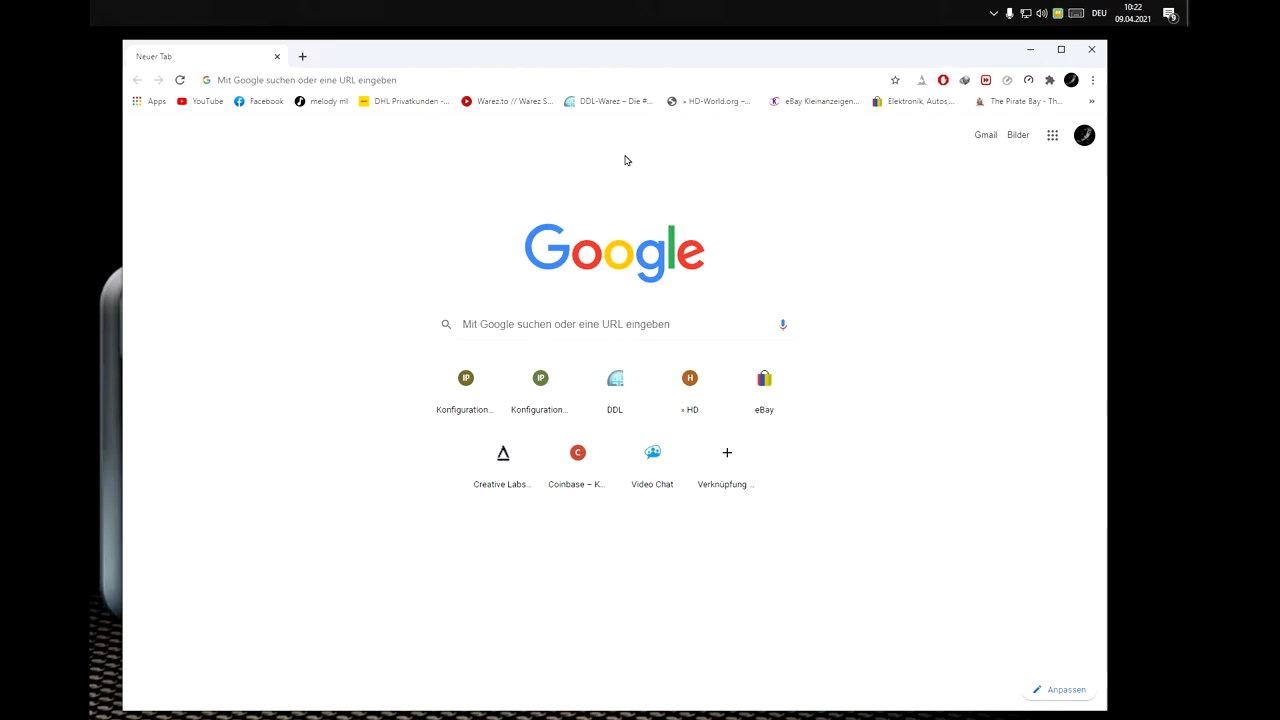 DEU
10:22
09.04.2021
9
Neuer Tab
Mit Google suchen oder eine URL eingeben
Apps
YouTube
Facebook
melody ml
DHL Privatkunden -...
Warez.to // Warez S...
DDL-Warez – Die #...
» HD-World.org –...
eBay Kleinanzeigen...
Elektronik, Autos,...
The Pirate Bay - Th...
Gmail
Bilder
Google
Mit Google suchen oder eine URL eingeben
IP
IP
H
Konfiguration...
Konfiguration...
DDL
» HD
eBay
C
Creative Labs...
Coinbase – K...
Video Chat
Verknüpfung ...
Anpassen